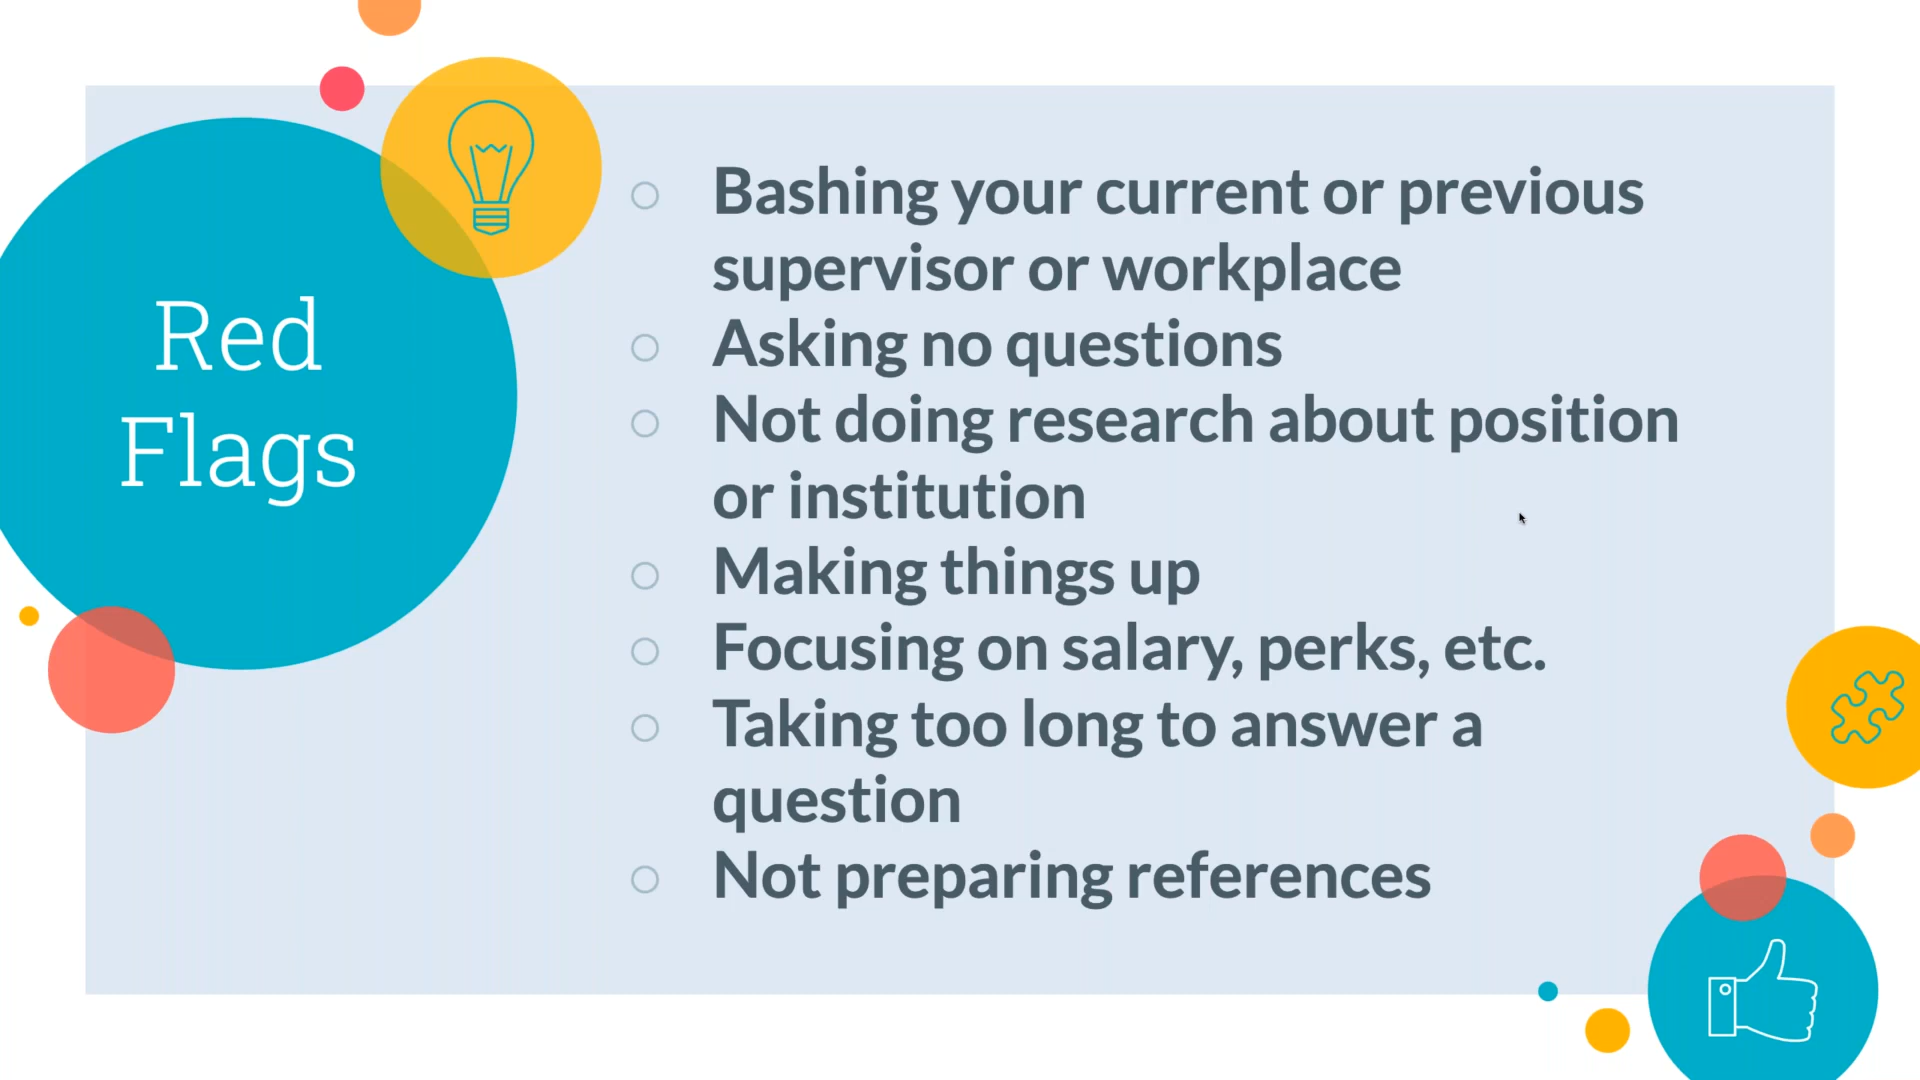 Red
Flags
Bashing your current or previous
supervisor or workplace
Asking no questions
Not doing research about position
or institution
Making things up
Focusing on salary, perks, etc.
Taking too long to answer a
question
Not preparing references